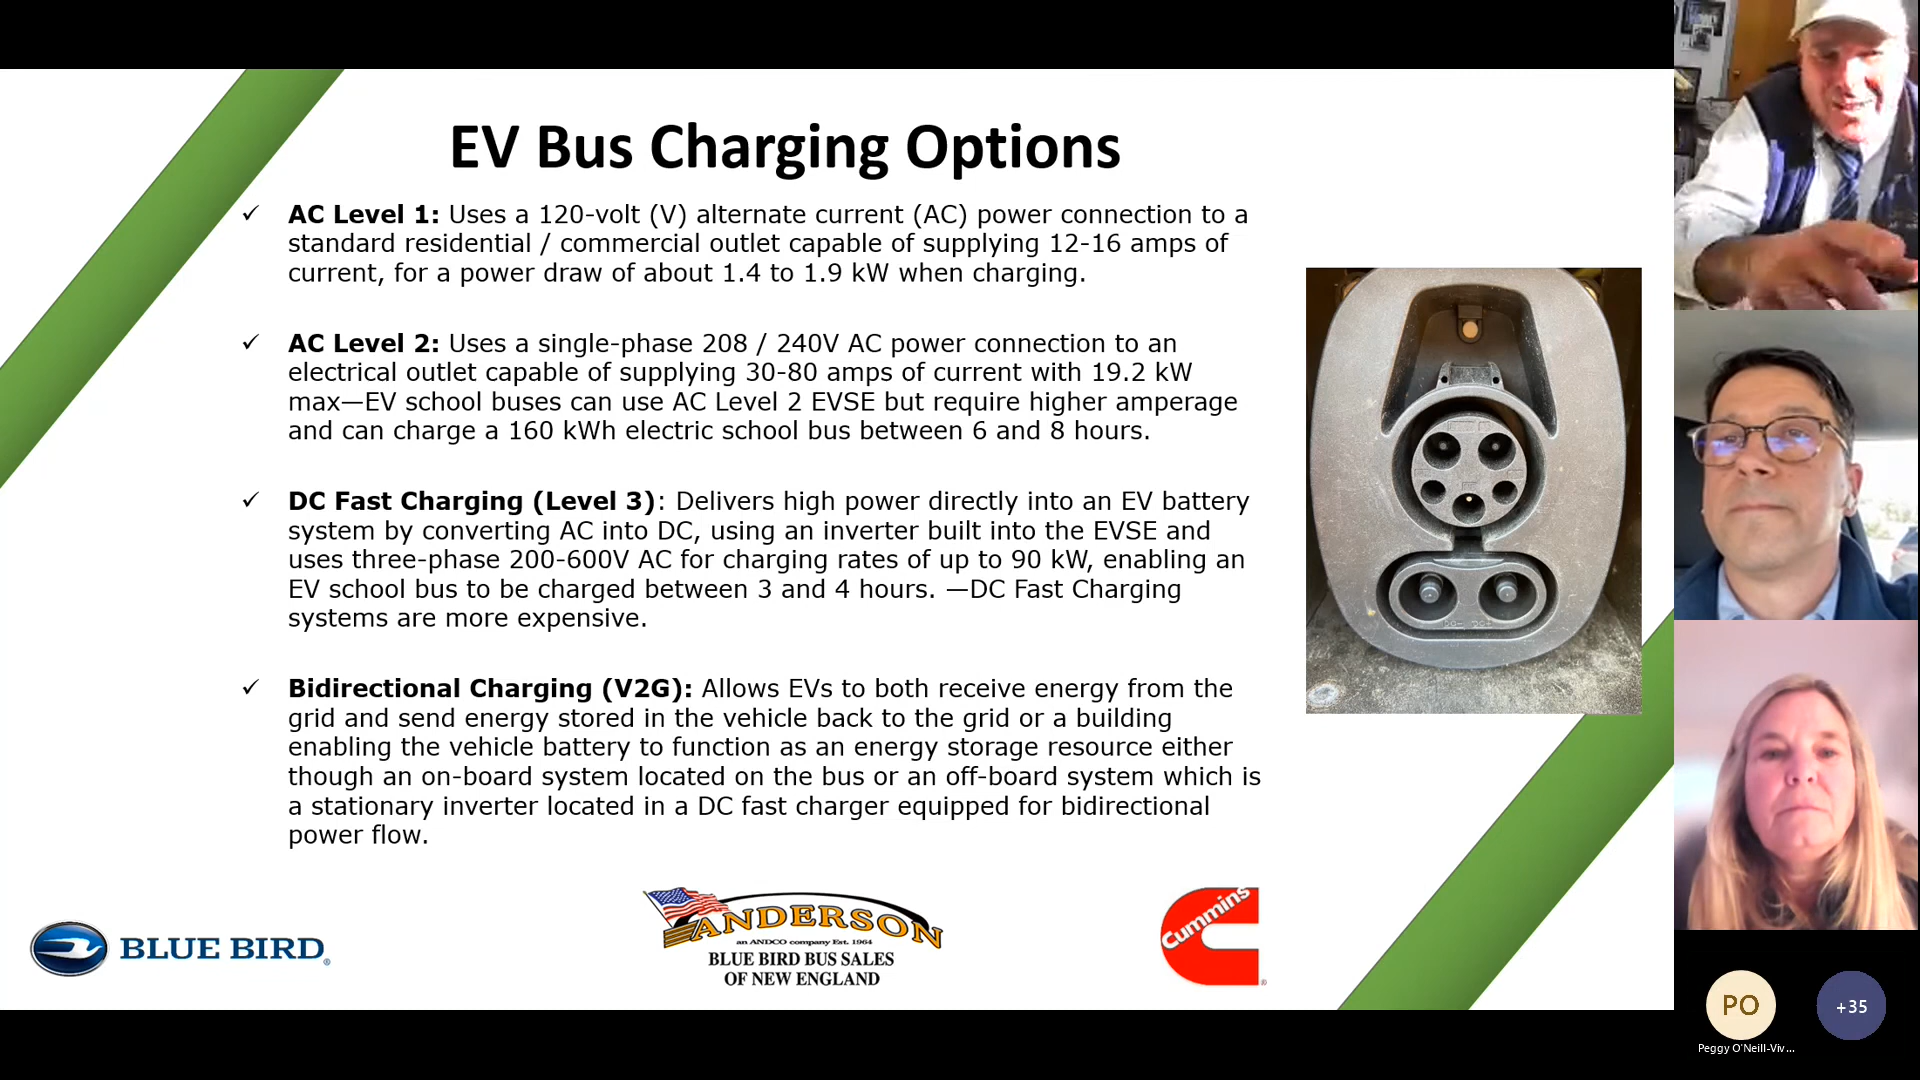 EV Bus Charging Options
✓ AC Level 1: Uses a 120-volt (V) alternate current (AC) power connection to a
standard residential / commercial outlet capable of supplying 12-16 amps of
current, for a power draw of about 1.4 to 1.9 kW when charging.
✓ AC Level 2: Uses a single-phase 208 / 240V AC power connection to an
electrical outlet capable of supplying 30-80 amps of current with 19.2 kW
max—EV school buses can use AC Level 2 EVSE but require higher amperage
and can charge a 160 kWh electric school bus between 6 and 8 hours.
✓ DC Fast Charging (Level 3): Delivers high power directly into an EV battery
system by converting AC into DC, using an inverter built into the EVSE and
uses three-phase 200-600V AC for charging rates of up to 90 kW, enabling an
EV school bus to be charged between 3 and 4 hours. —DC Fast Charging
systems are more expensive.
✓ Bidirectional Charging (V2G): Allows EVs to both receive energy from the
grid and send energy stored in the vehicle back to the grid or a building
enabling the vehicle battery to function as an energy storage resource either
though an on-board system located on the bus or an off-board system which is
a stationary inverter located in a DC fast charger equipped for bidirectional
power flow.
BLUE BIRD®
ANDERSON
an ANDCO company Est. 1964
BLUE BIRD BUS SALES
OF NEW ENGLAND
Cummins
®
PO
+35
Peggy O'Neill-Viv...